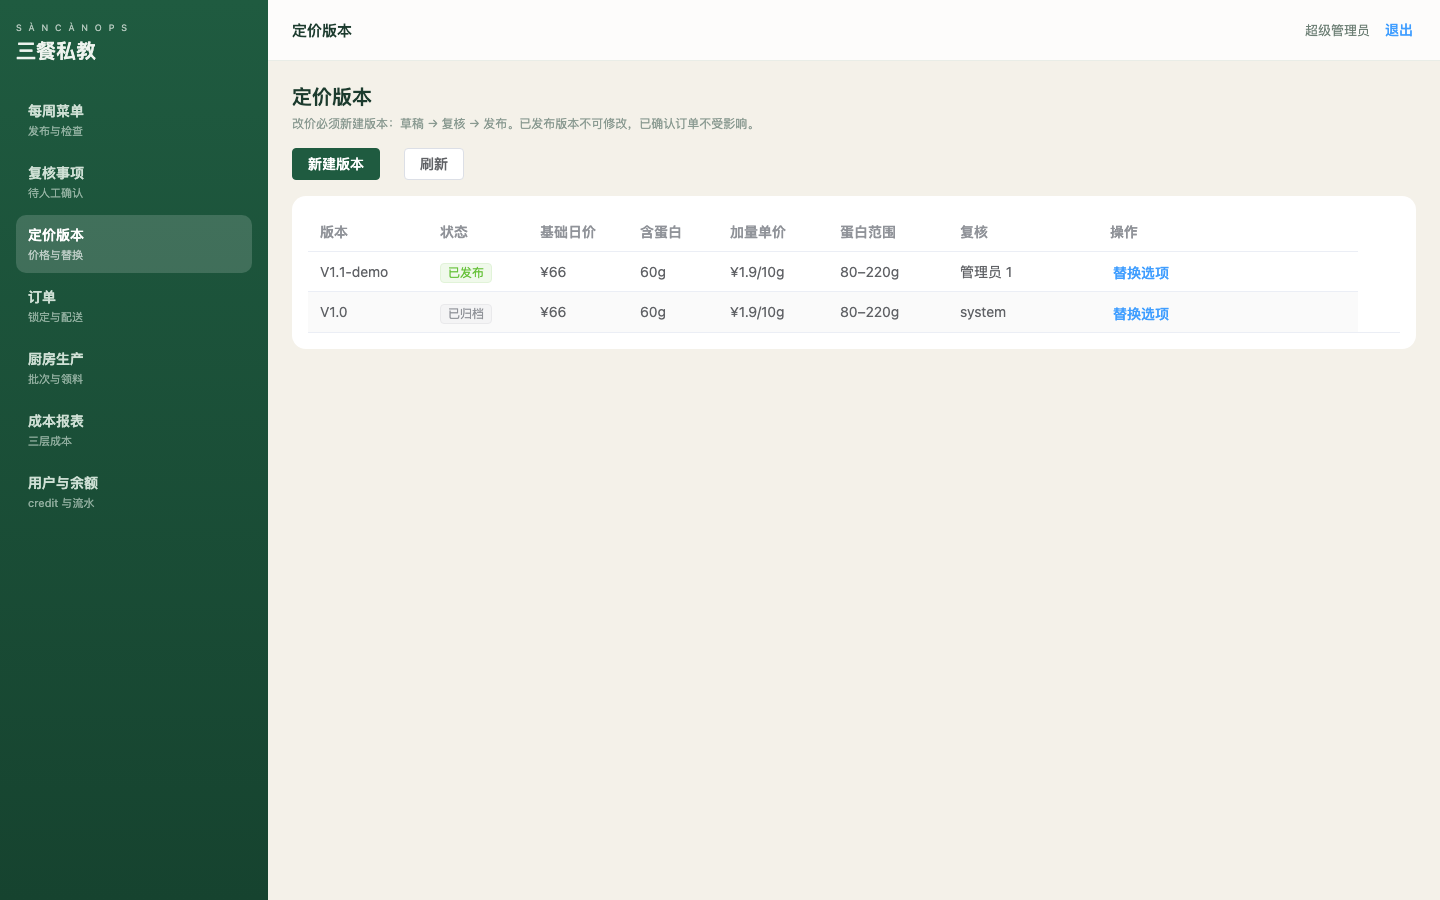 SÀNCÀNOPS
三餐私教
每周菜单
发布与检查
复核事项
待人工确认
定价版本
价格与替换
订单
锁定与配送
厨房生产
批次与领料
成本报表
三层成本
用户与余额
credit 与流水
定价版本
超级管理员 退出
定价版本
改价必须新建版本：草稿 → 复核 → 发布。已发布版本不可修改，已确认订单不受影响。
新建版本 刷新
版本 状态 基础日价 含蛋白 加量单价 蛋白范围 复核 操作
V1.1-demo 已发布 ¥66 60g ¥1.9/10g 80–220g 管理员 1 替换选项
V1.0 已归档 ¥66 60g ¥1.9/10g 80–220g system 替换选项